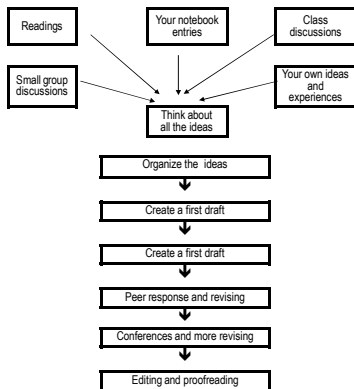 Readings
Your notebook
entries
Class
discussions
Small group
discussions
Your own ideas
and
experiences
Think about
all the ideas
Organize the  ideas
Create a first draft
Create a first draft
Peer response and revising
Conferences and more revising
Editing and proofreading